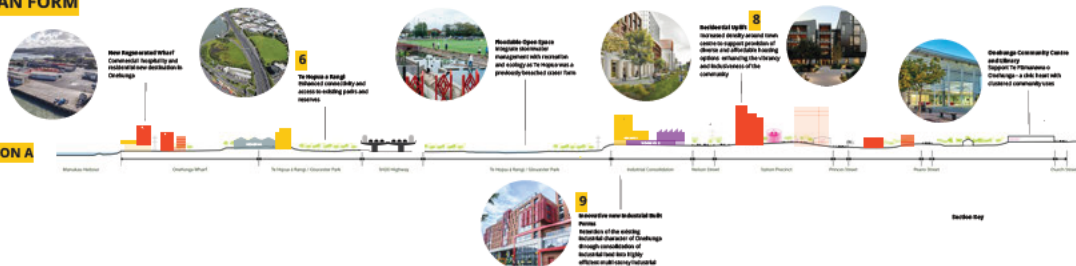 AN FORM
New Regenerated Wharf
Commercial hospitality and
residential new destination in
Onehunga
6
Te Hopua a Rangi
Enhanced connectivity and
access to existing parks and
reserves
Floodable Open Space
Integrate stormwater
management with recreation
and ecology as Te Hopua was a
previously breached crater form
8
Residential Uplift
Increased density around town
centre to support provision of
diverse and affordable housing
options enhancing the vibrancy
and inclusiveness of the
community
Onehunga Community Centre
and Library
Support Te Pūmanawa o
Onehunga - a civic heart with
clustered community uses
ON A
Manukau Harbour
Onehunga Wharf
Te Hopua a Rangi / Gloucester Park
SH20 Highway
Te Hopua a Rangi / Gloucester Park
Industrial Consolidation
Neilson Street
Princes Street
Church Street
9
Innovative new Industrial Built
Forms
Retention of the existing
industrial character of Onehunga
through consolidation of
industrial land into highly
efficient multi-storey industrial
Section Key